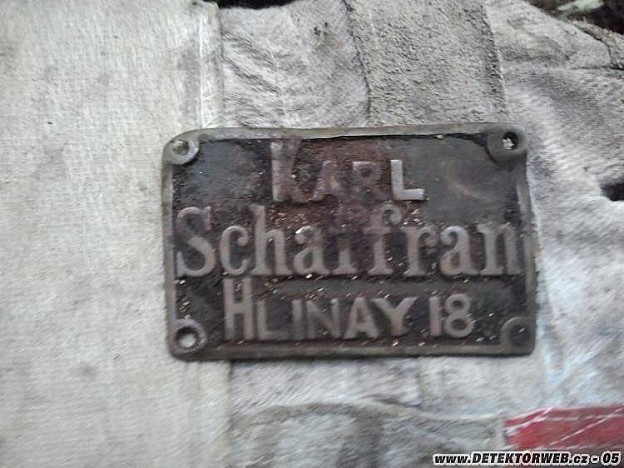 KARL
Schaffran
HLINAY 18
www.DETEKTORWEB.cz - 05